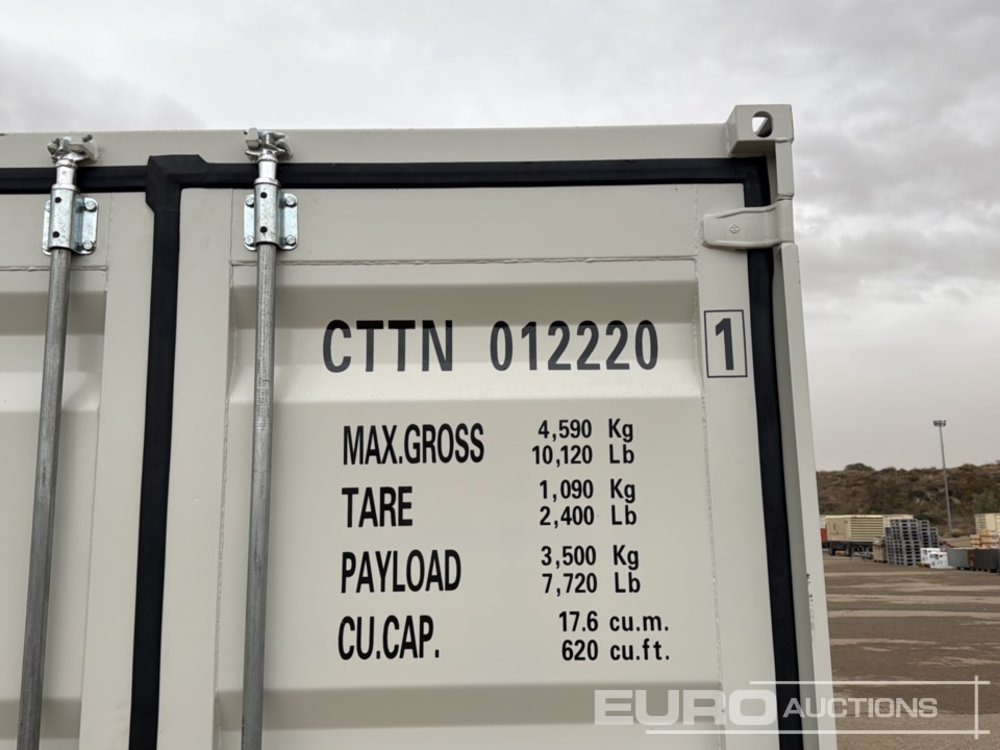 CTTN 012220 1
MAX.GROSS 4,590 Kg
10,120 Lb
TARE 1,090 Kg
2,400 Lb
PAYLOAD 3,500 Kg
7,720 Lb
CU.CAP. 17.6 cu.m.
620 cu.ft.
EURO AUCTIONS